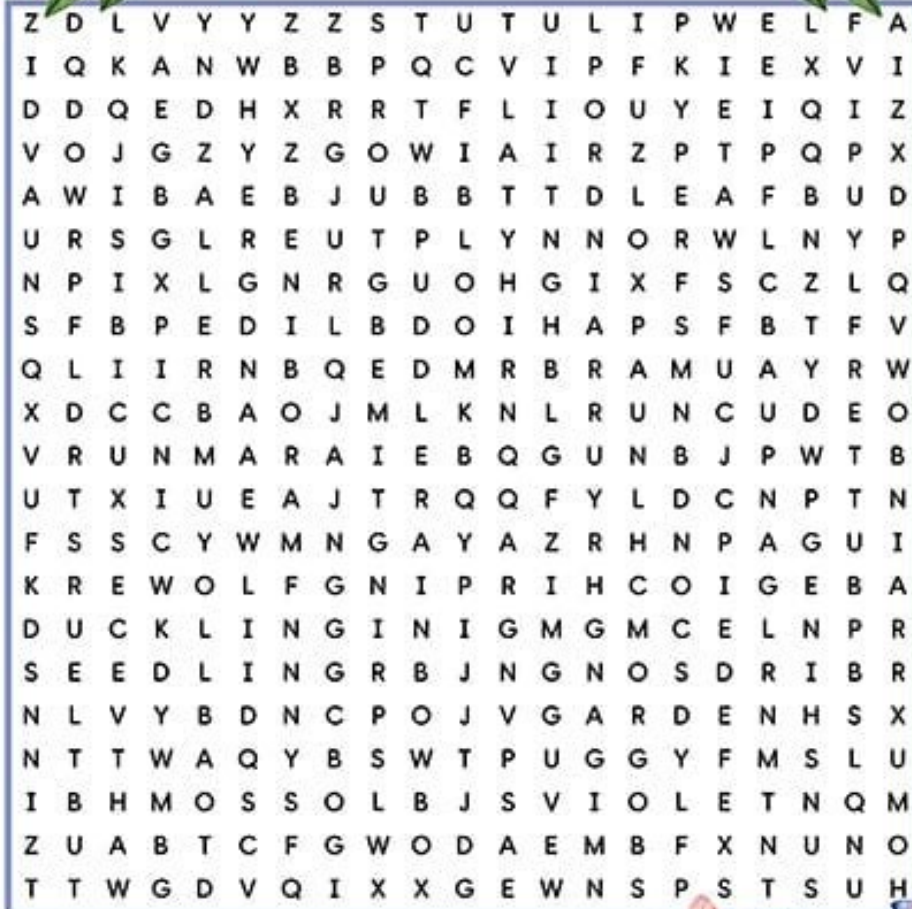 Z D L V Y Y Z Z S T U T U L I P W E L F A
I Q K A N W B B P Q C V I P F K I E X V I
D D Q E D H X R R T F L I O U Y E I Q I Z
V O J G Z Y Z G O W I A I R Z P T P Q P X
A W I B A E B J U B B T T D L E A F B U D
U R S G L R E U T P L Y N N O R W L N Y P
N P I X L G N R G U O H G I X F S C Z L Q
S F B P E D I L B D O I H A P S F B T F V
Q L I I R N B Q E D M R B R A M U A Y R W
X D C C B A O J M L K N L R U N C U D E O
V R U N M A R A I E B Q G U N B J P W T B
U T X I U E A J T R Q Q F Y L D C N P T N
F S S C Y W M N G A Y A Z R H N P A G U I
K R E W O L F G N I P R I H C O I G E B A
D U C K L I N G I N I G M G M C E L N P R
S E E D L I N G R B J N G N O S D R I B R
N L V Y B D N C P O J V G A R D E N H S X
N T T W A Q Y B S W T P U G G Y F M S L U
I B H M O S S O L B J S V I O L E T N Q M
Z U A B T C F G W O D A E M B F X N U N O
T T W G D V Q I X X G E W N S P S T S U H